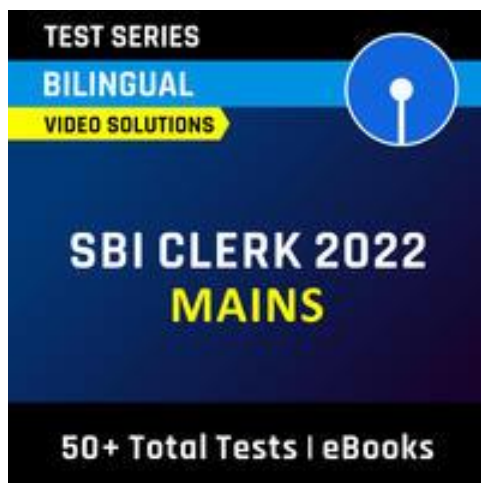 TEST SERIES
BILINGUAL
VIDEO SOLUTIONS
SBI CLERK 2022
MAINS
50+ Total Tests | eBooks